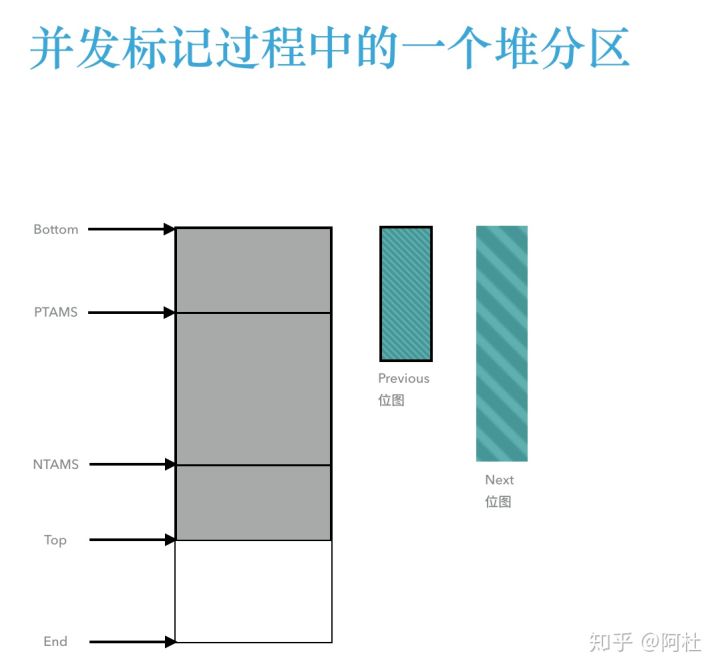 并发标记过程中的一个堆分区
Bottom
PTAMS
Previous
位图
NTAMS
Next
位图
Top
End
知乎 @阿杜